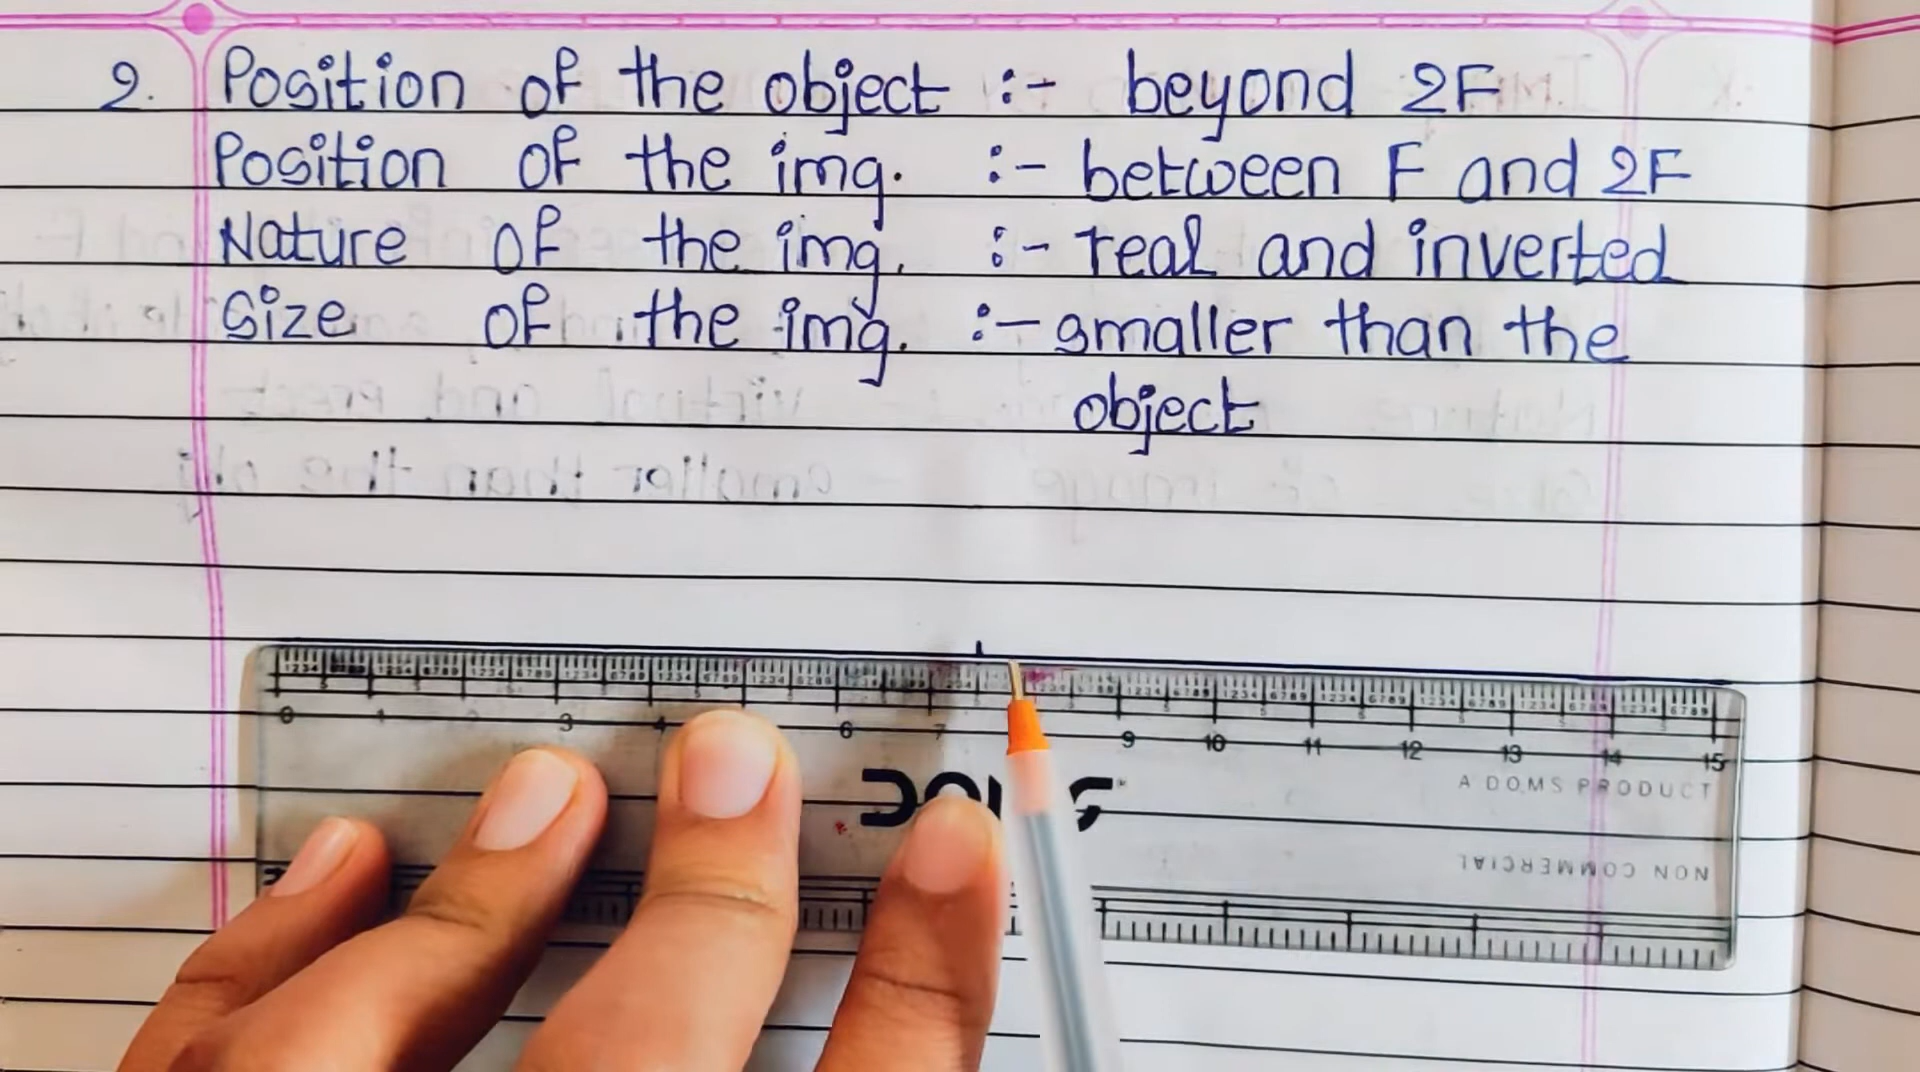 2. Position of the object :- beyond 2F
Position of the img. :- between F and 2F
Nature of the img. :- real and inverted
Size of the img. :- smaller than the
object
0 1 2 3 4 6 7 9 10 11 12 13 14 15
DOMS
A DOMS PRODUCT
NON COMMERCIAL